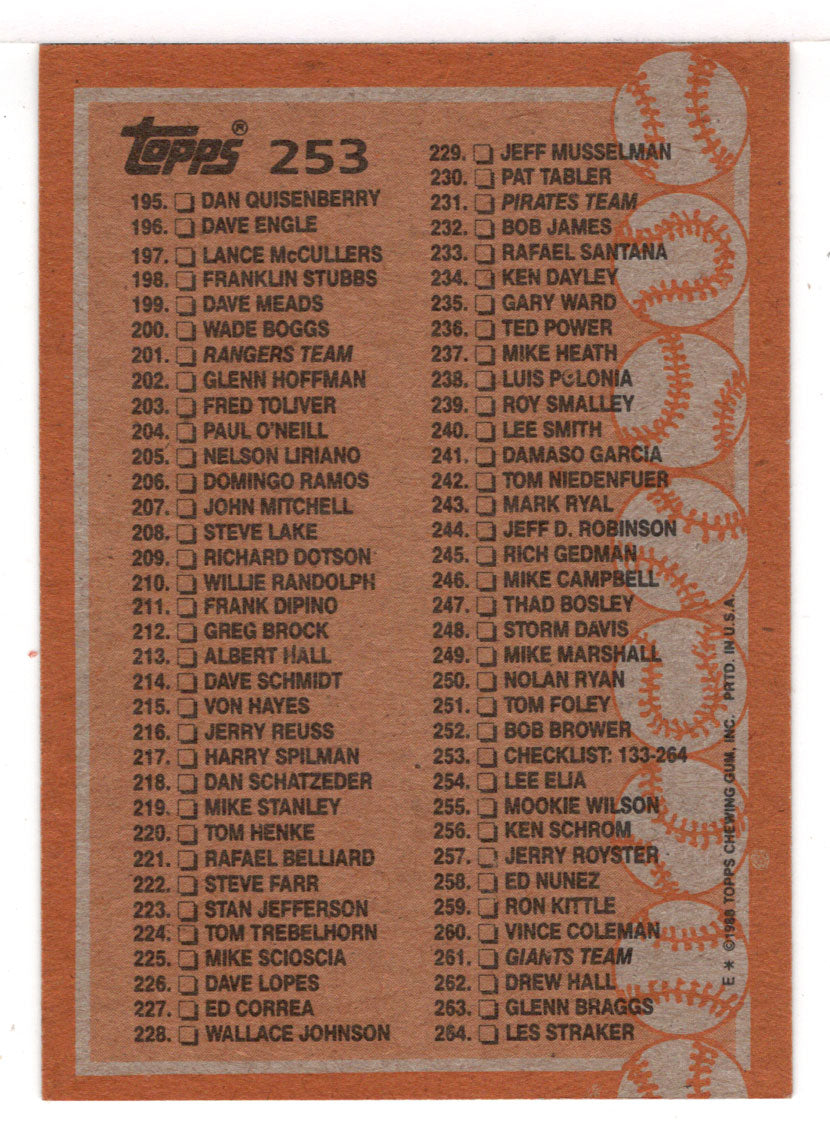 Topps® 253
195. DAN QUISENBERRY
196. DAVE ENGLE
197. LANCE McCULLERS
198. FRANKLIN STUBBS
199. DAVE MEADS
200. WADE BOGGS
201. RANGERS TEAM
202. GLENN HOFFMAN
203. FRED TOLIVER
204. PAUL O'NEILL
205. NELSON LIRIANO
206. DOMINGO RAMOS
207. JOHN MITCHELL
208. STEVE LAKE
209. RICHARD DOTSON
210. WILLIE RANDOLPH
211. FRANK DIPINO
212. GREG BROCK
213. ALBERT HALL
214. DAVE SCHMIDT
215. VON HAYES
216. JERRY REUSS
217. HARRY SPILMAN
218. DAN SCHATZEDER
219. MIKE STANLEY
220. TOM HENKE
221. RAFAEL BELLIARD
222. STEVE FARR
223. STAN JEFFERSON
224. TOM TREBELHORN
225. MIKE SCIOSCIA
226. DAVE LOPES
227. ED CORREA
228. WALLACE JOHNSON
229. JEFF MUSSELMAN
230. PAT TABLER
231. PIRATES TEAM
232. BOB JAMES
233. RAFAEL SANTANA
234. KEN DAYLEY
235. GARY WARD
236. TED POWER
237. MIKE HEATH
238. LUIS POLONIA
239. ROY SMALLEY
240. LEE SMITH
241. DAMASO GARCIA
242. TOM NIEDENFUER
243. MARK RYAL
244. JEFF D. ROBINSON
245. RICH GEDMAN
246. MIKE CAMPBELL
247. THAD BOSLEY
248. STORM DAVIS
249. MIKE MARSHALL
250. NOLAN RYAN
251. TOM FOLEY
252. BOB BROWER
253. CHECKLIST: 133-264
254. LEE ELIA
255. MOOKIE WILSON
256. KEN SCHROM
257. JERRY ROYSTER
258. ED NUNEZ
259. RON KITTLE
260. VINCE COLEMAN
261. GIANTS TEAM
262. DREW HALL
263. GLENN BRAGGS
264. LES STRAKER
E * ©1988 TOPPS CHEWING GUM, INC. PRTD. IN U.S.A.